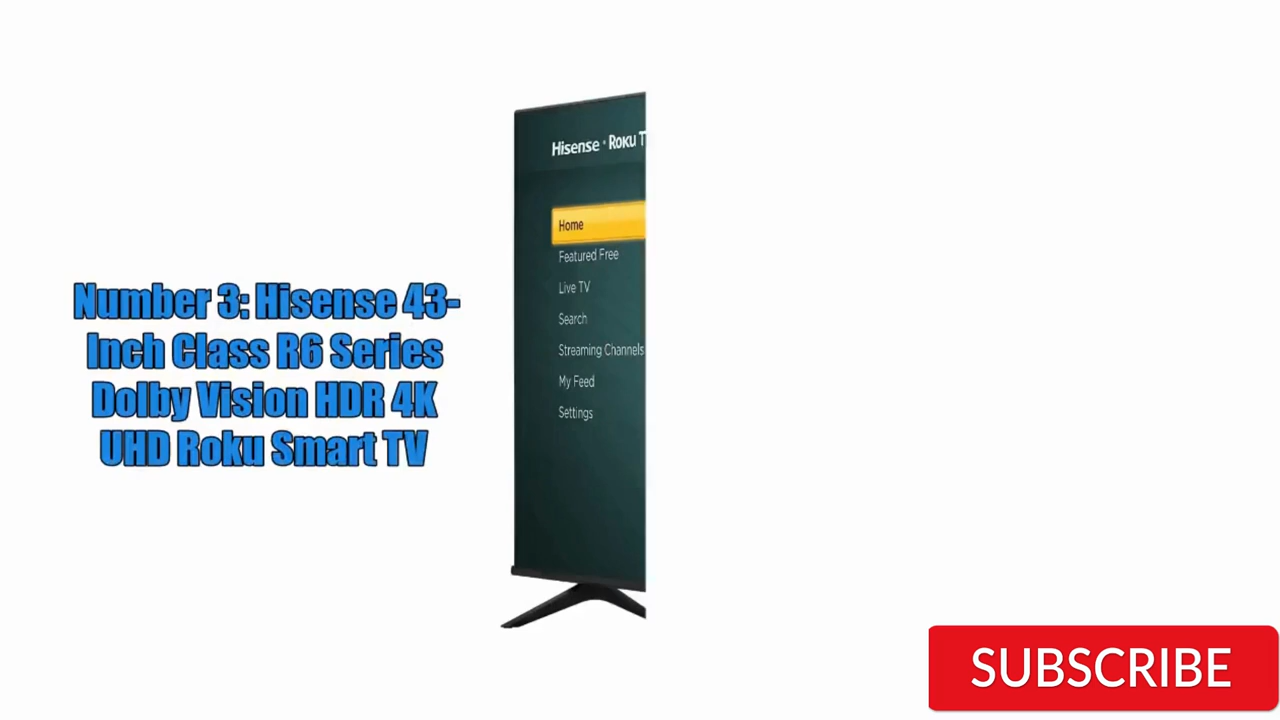 Hisense • Roku T
Home
Featured Free
Live TV
Search
Streaming Channels
My Feed
Settings
Number 3: Hisense 43-
Inch Class R6 Series
Dolby Vision HDR 4K
UHD Roku Smart TV
SUBSCRIBE